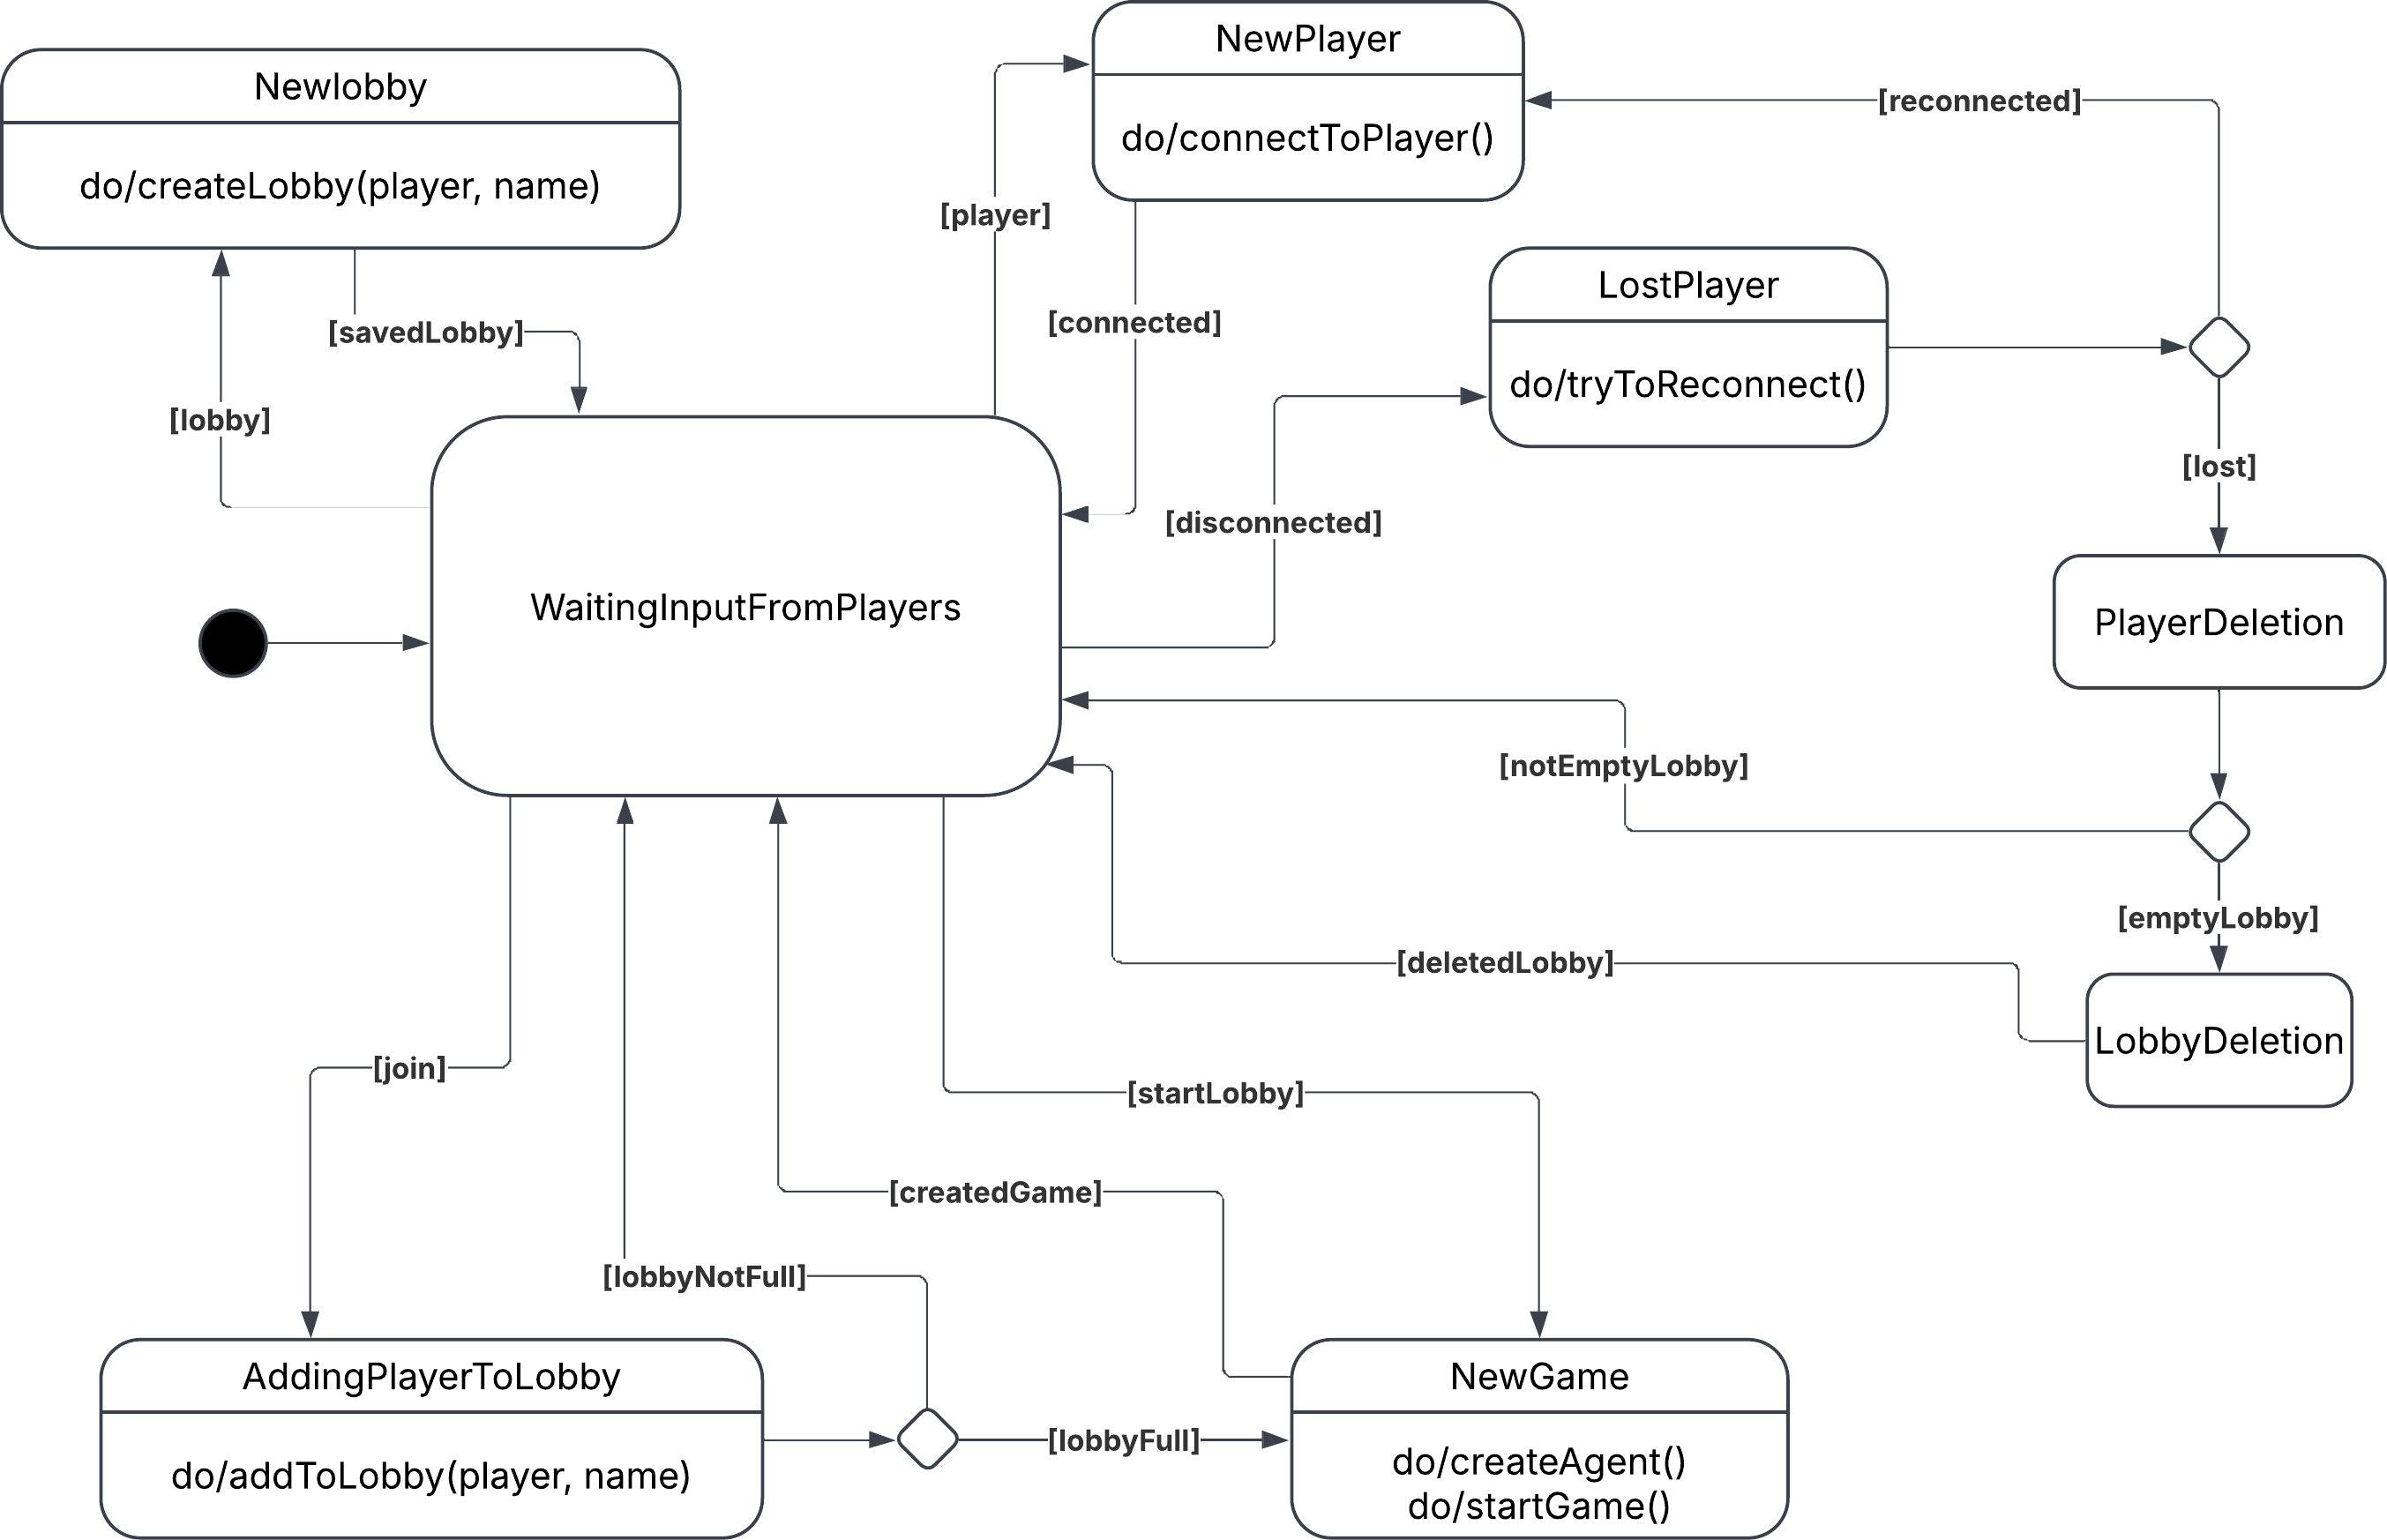 NewPlayer
do/connectToPlayer()
Newlobby
do/createLobby(player, name)
[reconnected]
[player]
LostPlayer
do/tryToReconnect()
[connected]
[savedLobby]
[lobby]
[lost]
[disconnected]
WaitingInputFromPlayers
PlayerDeletion
[notEmptyLobby]
[emptyLobby]
[deletedLobby]
LobbyDeletion
[join]
[startLobby]
[createdGame]
[lobbyNotFull]
AddingPlayerToLobby
do/addToLobby(player, name)
[lobbyFull]
NewGame
do/createAgent()
do/startGame()